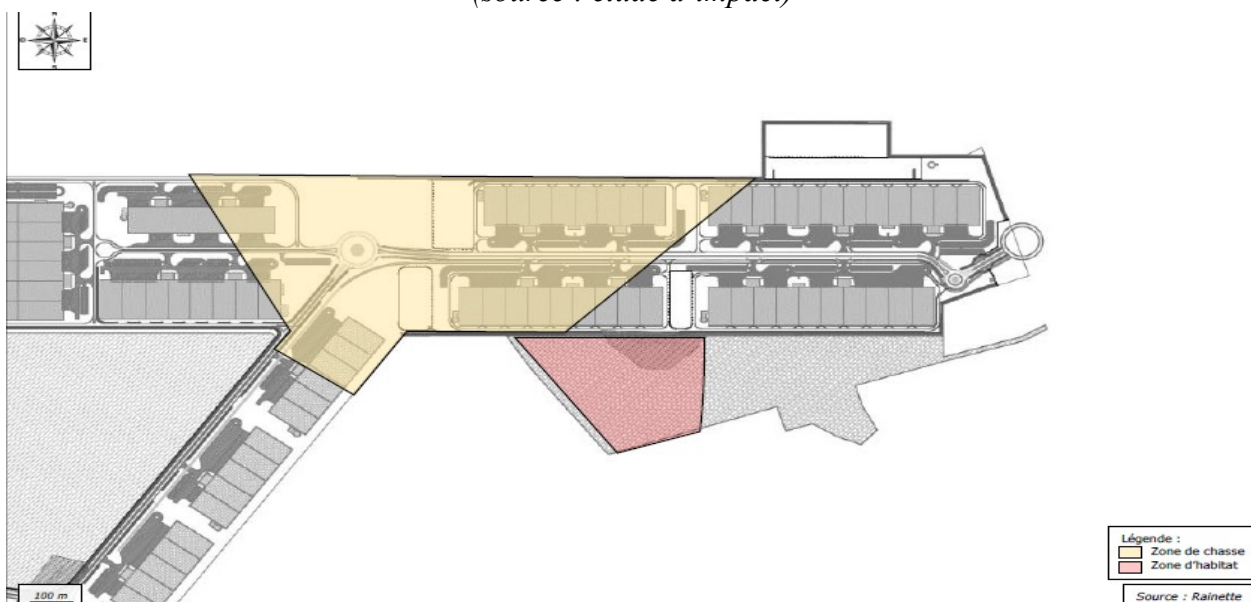 (source : étude d'impact)
N
O
E
S
Légende :
Zone de chasse
Zone d'habitat
100 m
Source : Rainette